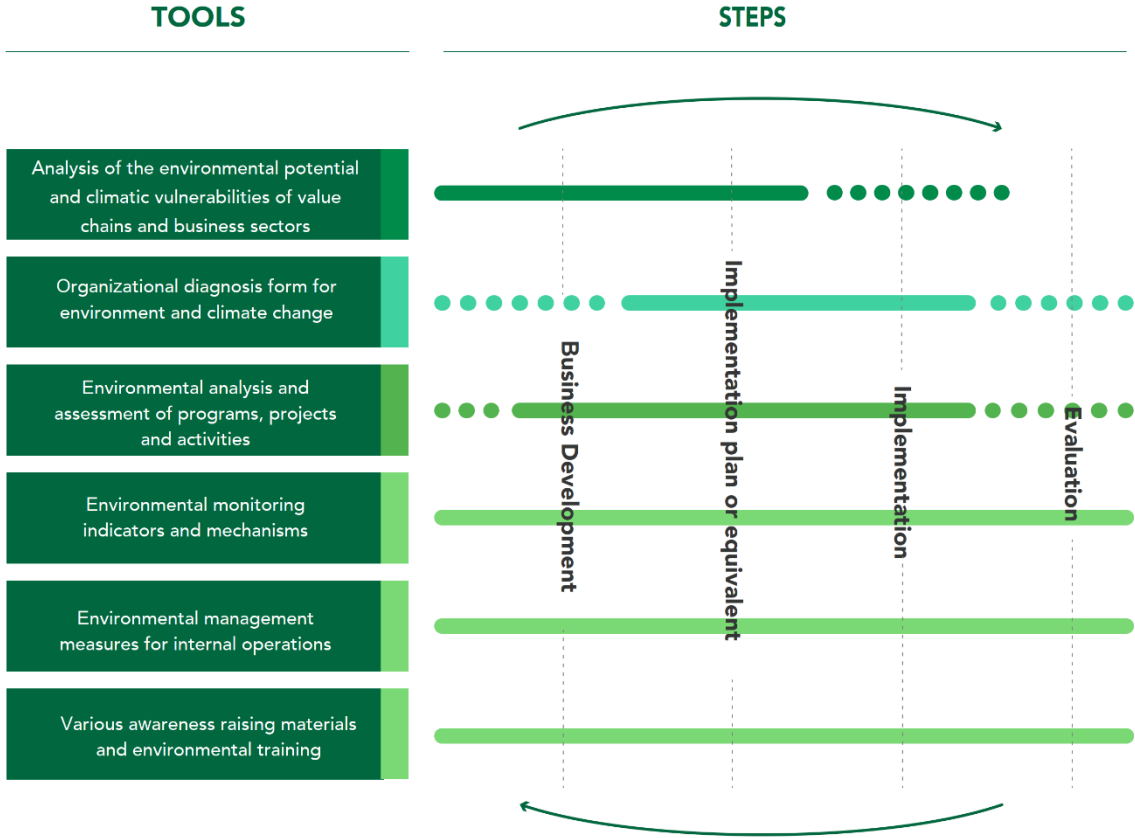 TOOLS
STEPS
Analysis of the environmental potential
and climatic vulnerabilities of value
chains and business sectors
Organizational diagnosis form for
environment and climate change
Environmental analysis and
assessment of programs, projects
and activities
Environmental monitoring
indicators and mechanisms
Environmental management
measures for internal operations
Various awareness raising materials
and environmental training
Business Development
Implementation plan or equivalent
Implementation
Evaluation